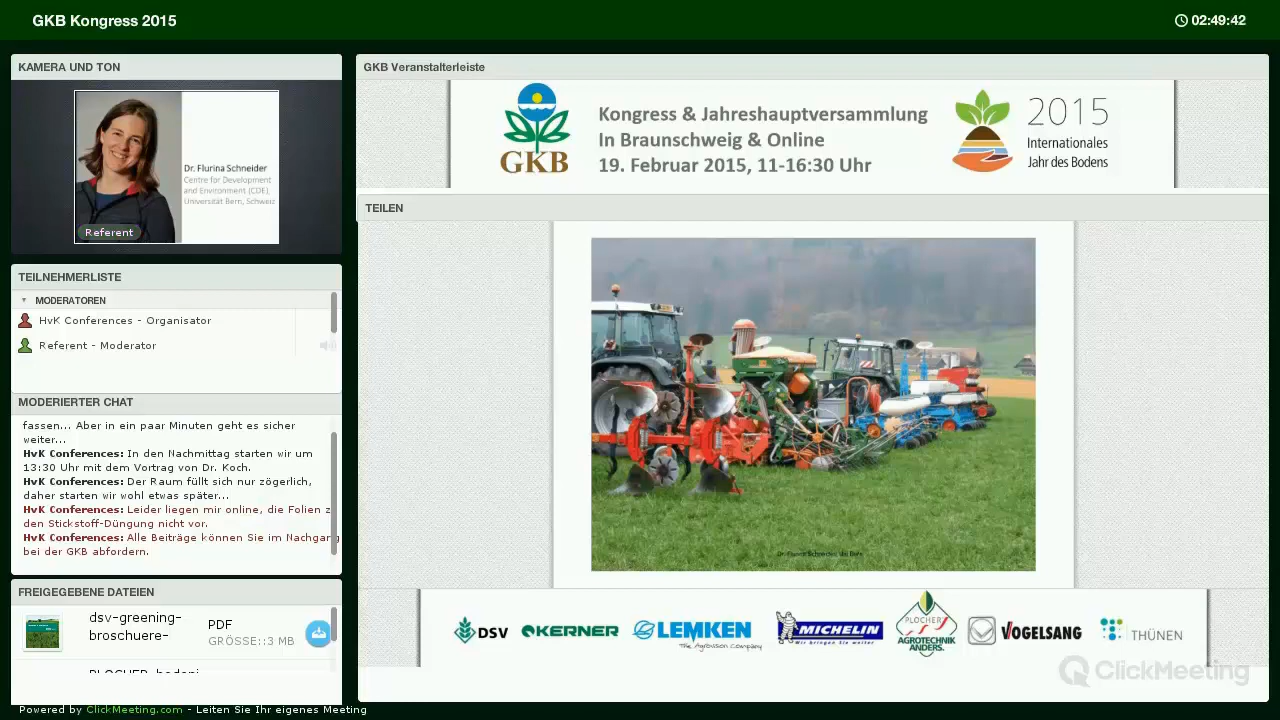 GKB Kongress 2015
02:49:42
KAMERA UND TON
Dr. Flurina Schneider
Centre for Development
and Environment (CDE),
Universität Bern, Schweiz
Referent
TEILNEHMERLISTE
MODERATOREN
HvK Conferences - Organisator
Referent - Moderator
MODERIERTER CHAT
fassen... Aber in ein paar Minuten geht es sicher
weiter...
HvK Conferences: In den Nachmittag starten wir um
13:30 Uhr mit dem Vortrag von Dr. Koch.
HvK Conferences: Der Raum füllt sich nur zögerlich,
daher starten wir wohl etwas später...
HvK Conferences: Leider liegen mir online, die Folien z
den Stickstoff-Düngung nicht vor.
HvK Conferences: Alle Beiträge können Sie im Nachgang
bei der GKB abfordern.
FREIGEGEBENE DATEIEN
dsv-greening-
broschuere-
PDF
GRÖSSE::3 MB
Powered by ClickMeeting.com - Leiten Sie Ihr eigenes Meeting
GKB Veranstalterleiste
GKB
Kongress & Jahreshauptversammlung
In Braunschweig & Online
19. Februar 2015, 11-16:30 Uhr
2015
Internationales
Jahr des Bodens
TEILEN
DSV
KERNER
LEMKEN
The Agrovision Company
MICHELIN
Wir bringen Sie weiter
PLOCHER
AGROTECHNIK
ANDERS.
VOGELSANG
THÜNEN
ClickMeeting